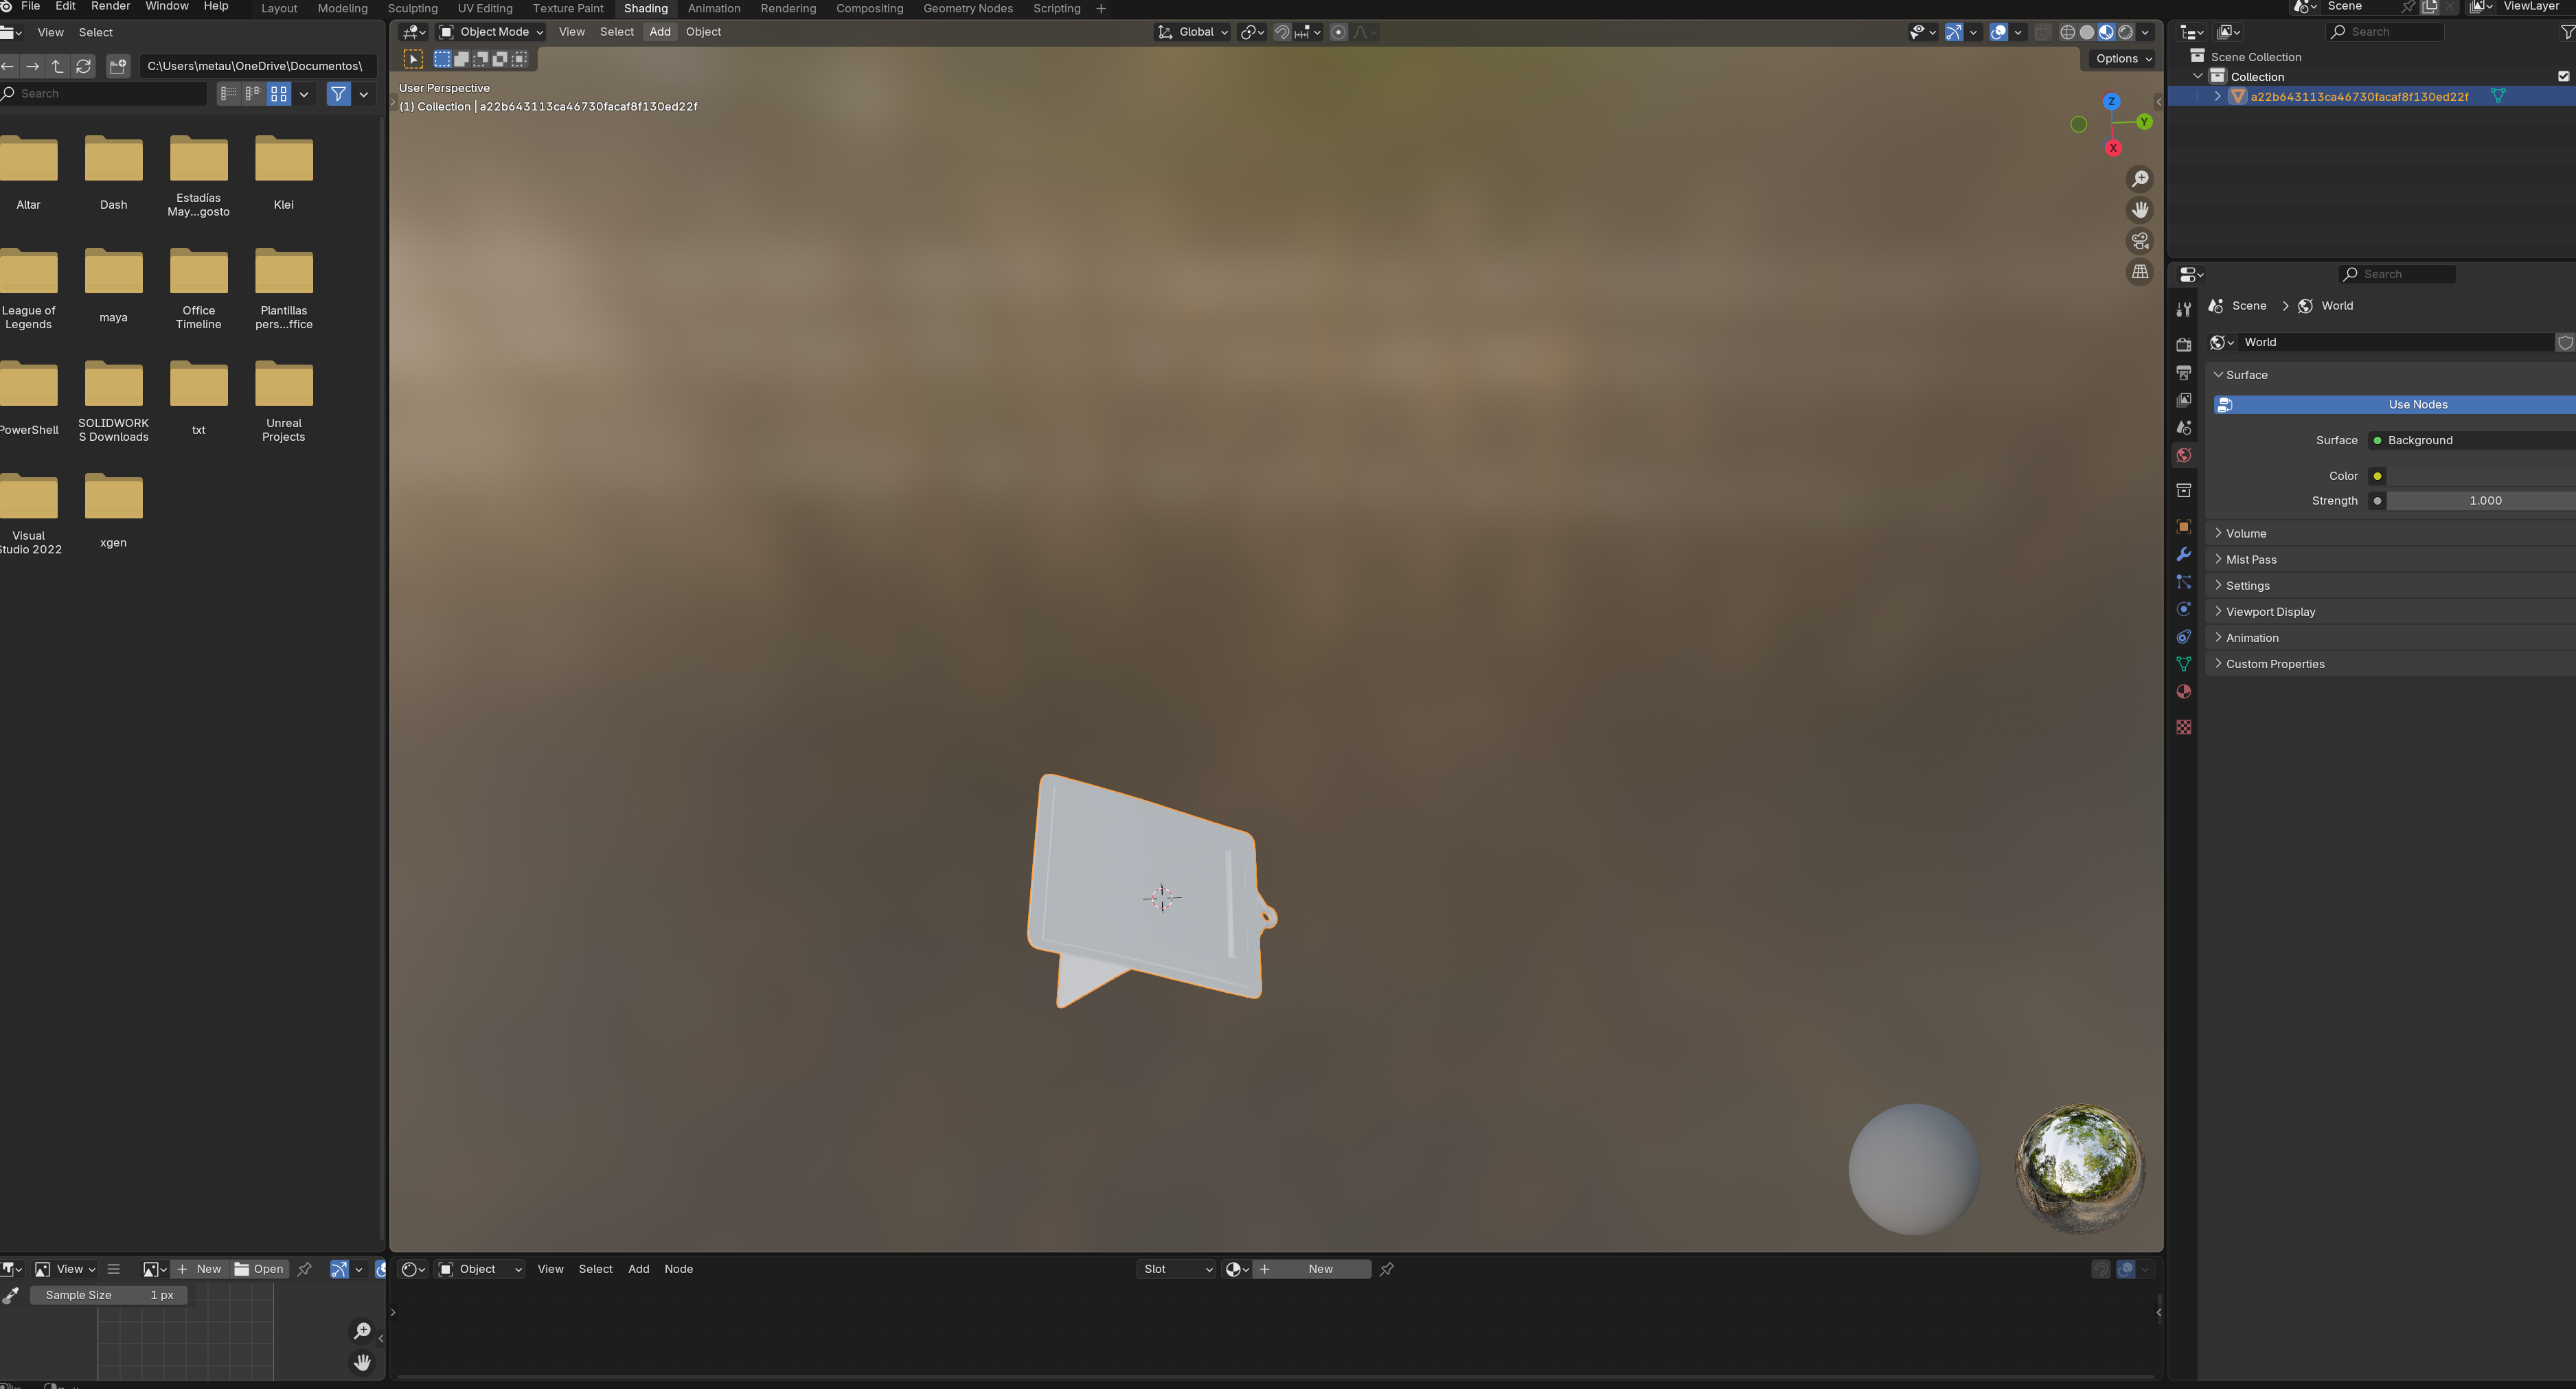 File Edit Render Window Help
Layout Modeling Sculpting UV Editing Texture Paint Shading Animation Rendering Compositing Geometry Nodes Scripting
Scene
ViewLayer
View Select
C:\Users\metau\OneDrive\Documentos\
Search
Altar
Dash
Estadías
May...gosto
Klei
League of
Legends
maya
Office
Timeline
Plantillas
pers...ffice
PowerShell
SOLIDWORK
S Downloads
txt
Unreal
Projects
Visual
Studio 2022
xgen
Object Mode View Select Add Object
Global
Options
User Perspective
(1) Collection | a22b643113ca46730facaf8f130ed22f
Z
Y
X
Search
Scene Collection
Collection
a22b643113ca46730facaf8f130ed22f
Search
Scene World
World
Surface
Use Nodes
Surface Background
Color
Strength 1.000
Volume
Mist Pass
Settings
Viewport Display
Animation
Custom Properties
View New Open
Sample Size 1 px
Object View Select Add Node
Slot
New